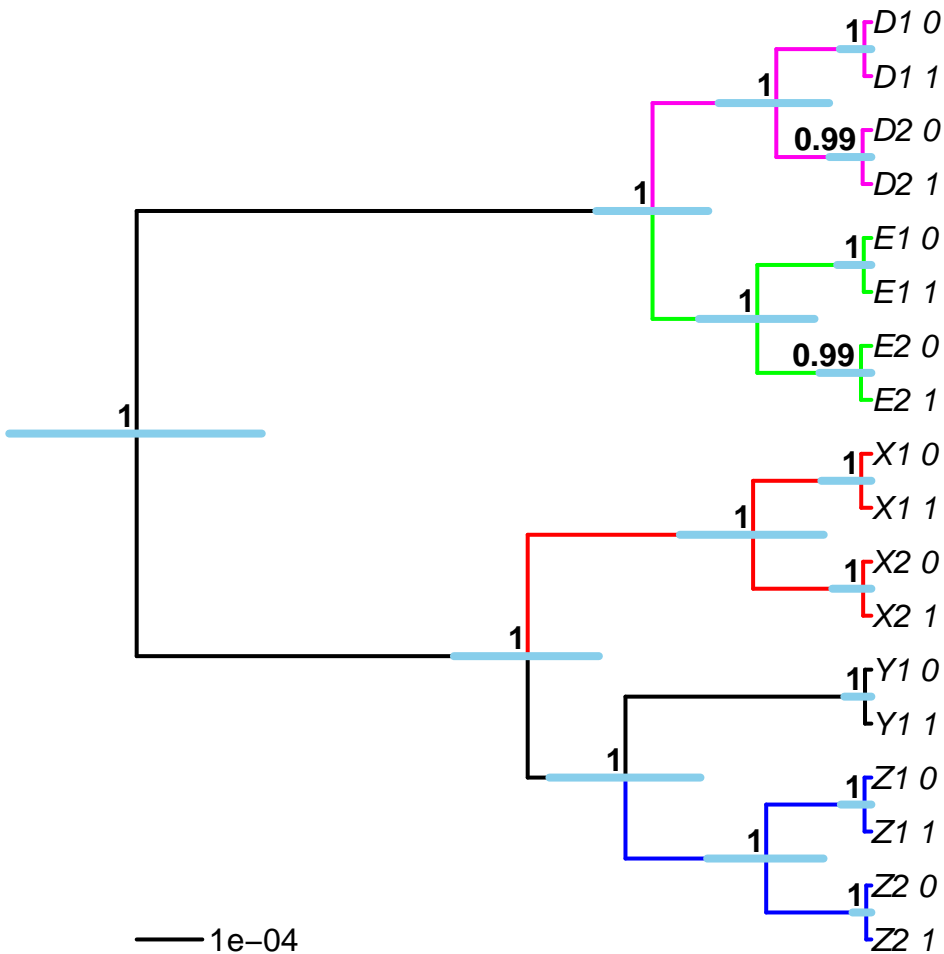 1 D1 0
D1 1
1
0.99 D2 0
D2 1
1
1 E1 0
E1 1
1
0.99 E2 0
E2 1
1
1 X1 0
X1 1
1
1 X2 0
X2 1
1
1 Y1 0
Y1 1
1
1 Z1 0
Z1 1
1
1 Z2 0
Z2 1
1e−04